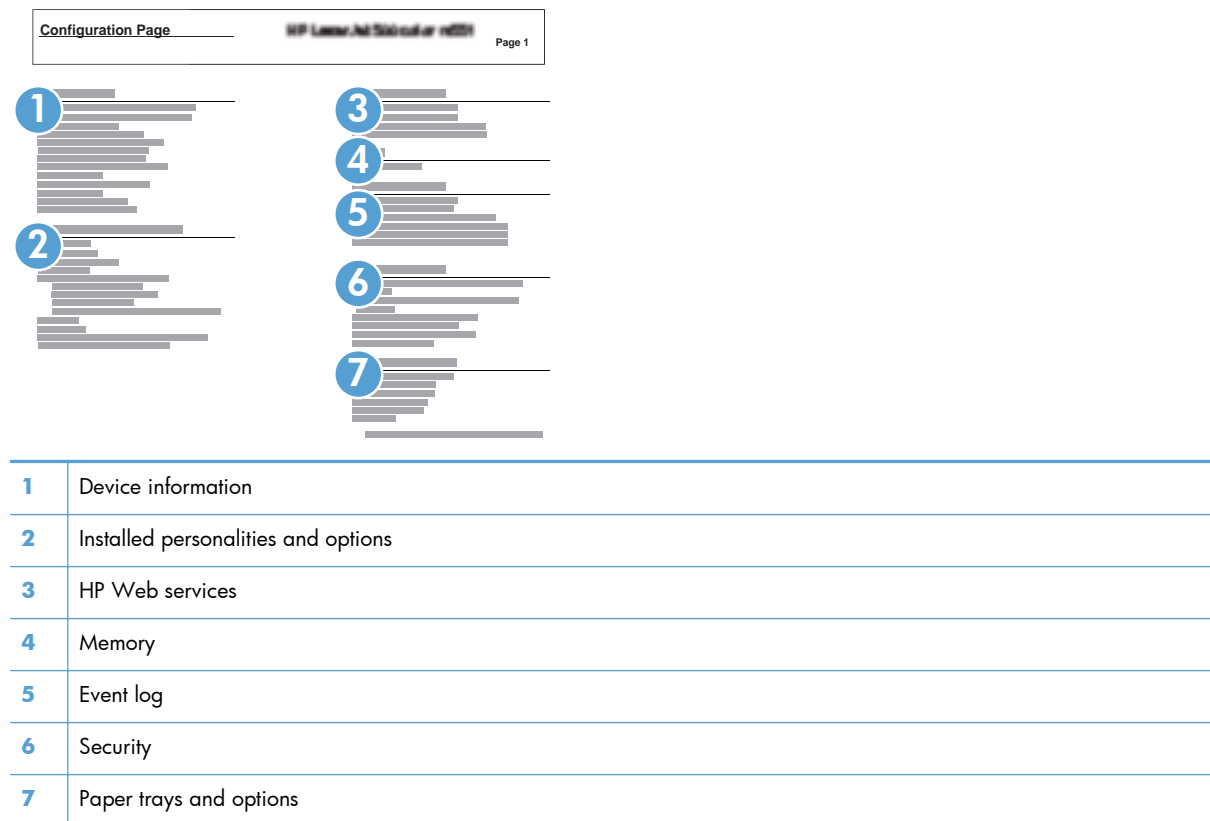 Configuration Page
Page 1
1
2
3
4
5
6
7
1 Device information
2 Installed personalities and options
3 HP Web services
4 Memory
5 Event log
6 Security
7 Paper trays and options